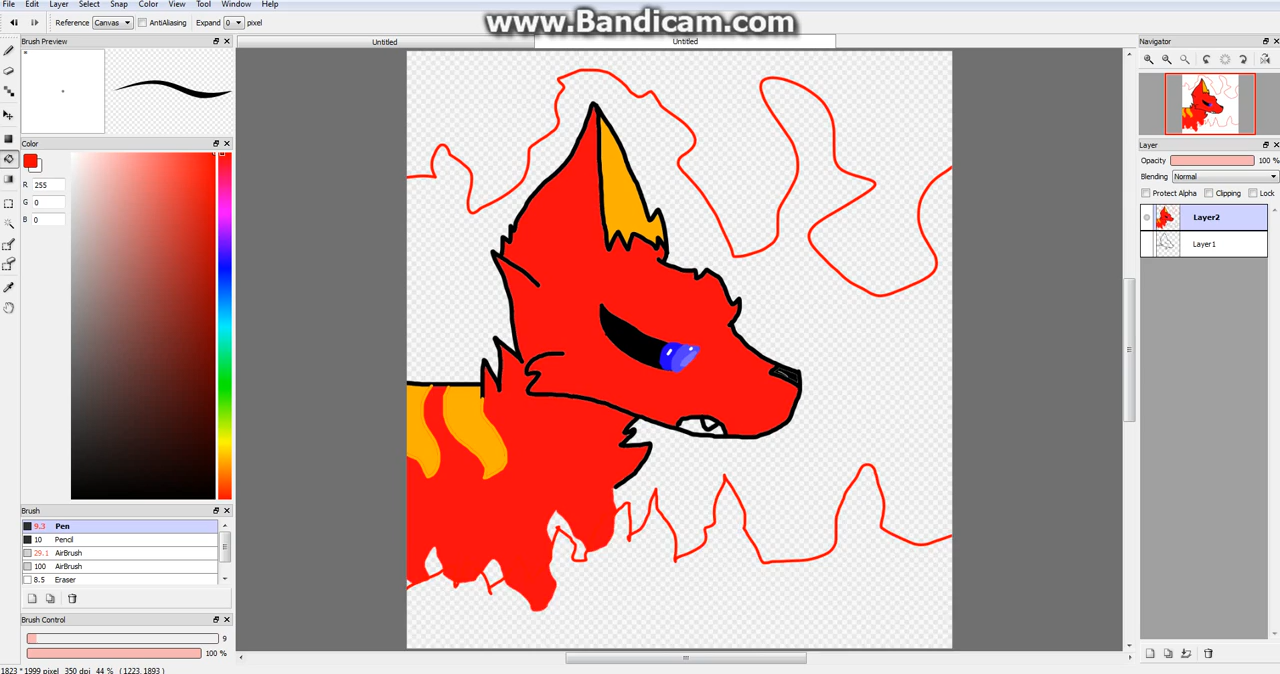 www.Bandicam.com
File Edit Layer Select Snap Color View Tool Window Help
Reference Canvas AntiAliasing Expand 0 pixel
Brush Preview
Untitled
Untitled
Navigator
Color
R 255
G 0
B 0
Layer
Opacity 100 %
Blending Normal
Protect Alpha Clipping Lock
Layer2
Layer1
Brush
9.3 Pen
10 Pencil
29.1 AirBrush
100 AirBrush
8.5 Eraser
Brush Control
9
100 %
1823 * 1999 pixel 350 dpi 44 % (1223, 1893)